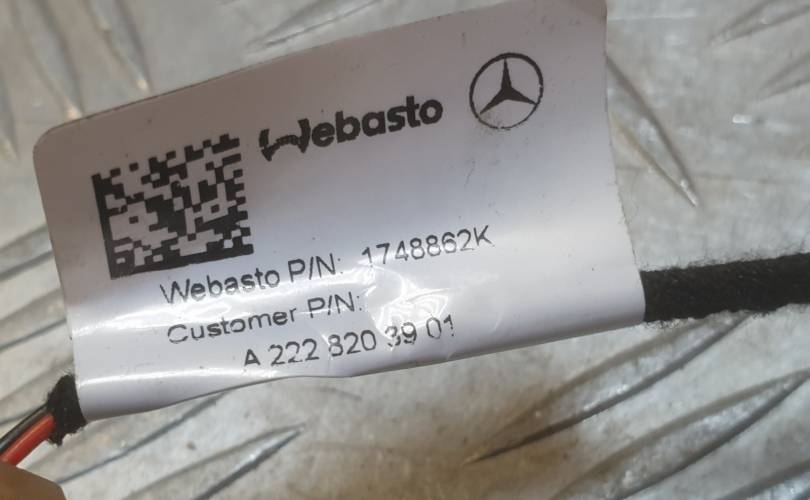 Webasto
Webasto P/N: 1748862K
Customer P/N:
A 222 820 39 01